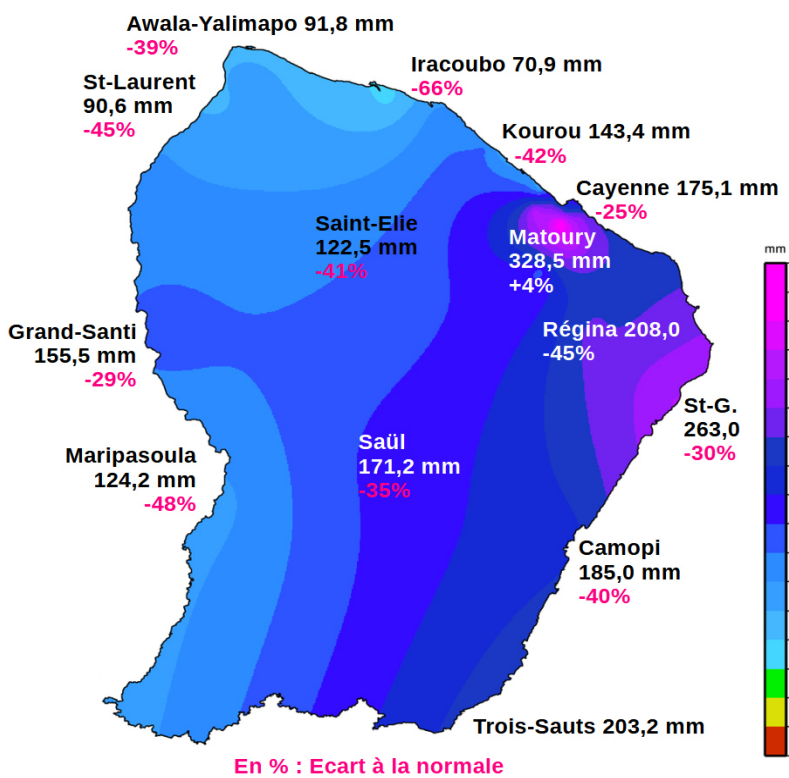 Awala-Yalimapo 91,8 mm
-39%
Iracoubo 70,9 mm
-66%
St-Laurent
90,6 mm
-45%
Kourou 143,4 mm
-42%
Cayenne 175,1 mm
-25%
Saint-Elie
122,5 mm
-41%
Matoury
328,5 mm
+4%
mm
Grand-Santi
155,5 mm
-29%
Régina 208,0
-45%
St-G.
263,0
-30%
Maripasoula
124,2 mm
-48%
Saül
171,2 mm
-35%
Camopi
185,0 mm
-40%
Trois-Sauts 203,2 mm
En % : Ecart à la normale